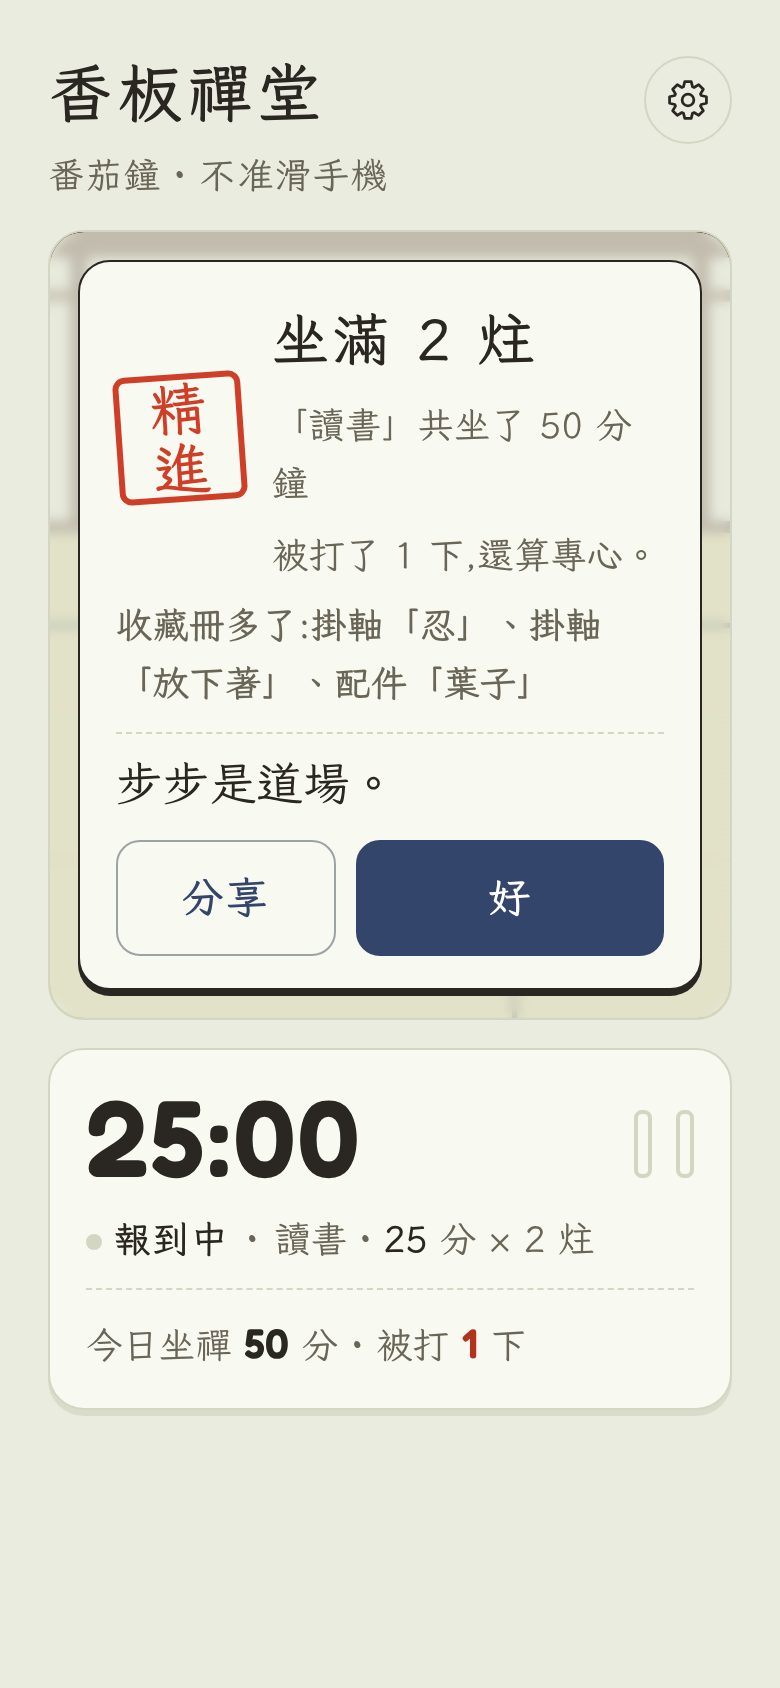 香板禪堂
番茄鐘・不准滑手機
坐滿 2 炷
精
進
「讀書」共坐了 50 分
鐘
被打了 1 下,還算專心。
收藏冊多了:掛軸「忍」、掛軸
「放下著」、配件「葉子」
步步是道場。
分享
好
25:00
報到中・讀書・25 分 × 2 炷
今日坐禪 50 分・被打 1 下